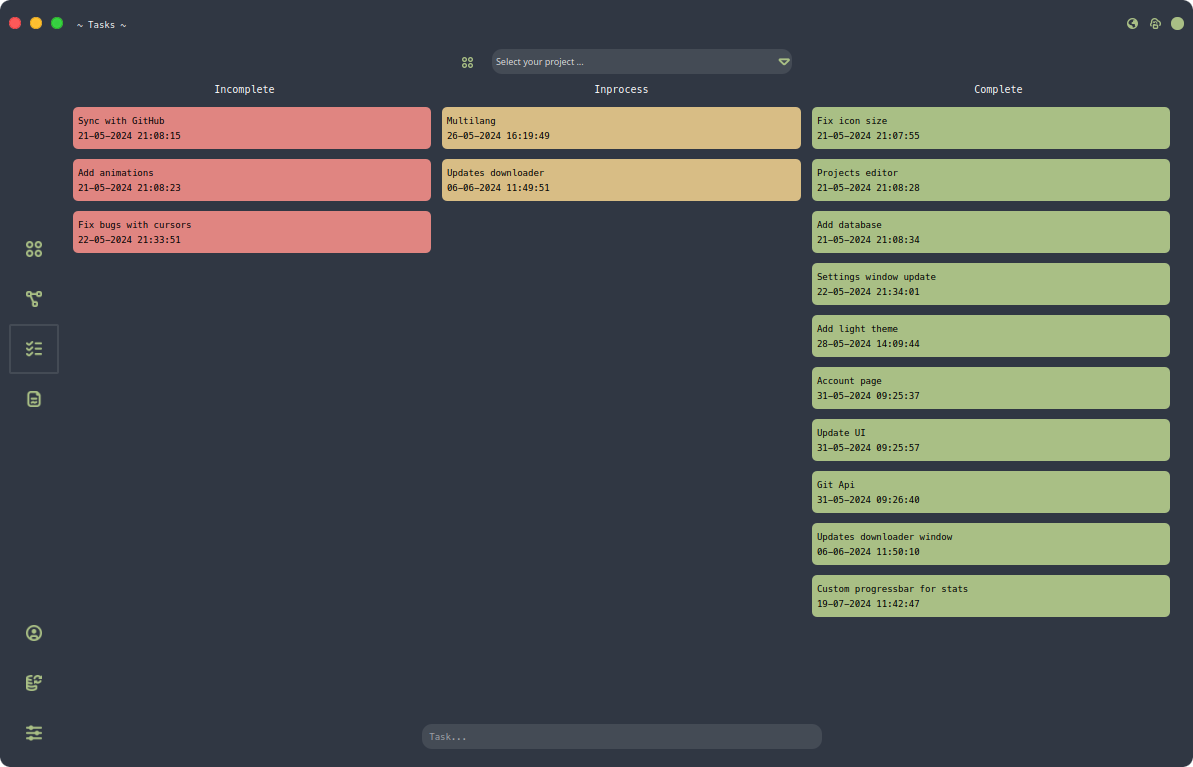 ~ Tasks ~
Select your project ...
Incomplete
Sync with GitHub
21-05-2024 21:08:15
Add animations
21-05-2024 21:08:23
Fix bugs with cursors
22-05-2024 21:33:51
Inprocess
Multilang
26-05-2024 16:19:49
Updates downloader
06-06-2024 11:49:51
Complete
Fix icon size
21-05-2024 21:07:55
Projects editor
21-05-2024 21:08:28
Add database
21-05-2024 21:08:34
Settings window update
22-05-2024 21:34:01
Add light theme
28-05-2024 14:09:44
Account page
31-05-2024 09:25:37
Update UI
31-05-2024 09:25:57
Git Api
31-05-2024 09:26:40
Updates downloader window
06-06-2024 11:50:10
Custom progressbar for stats
19-07-2024 11:42:47
Task...